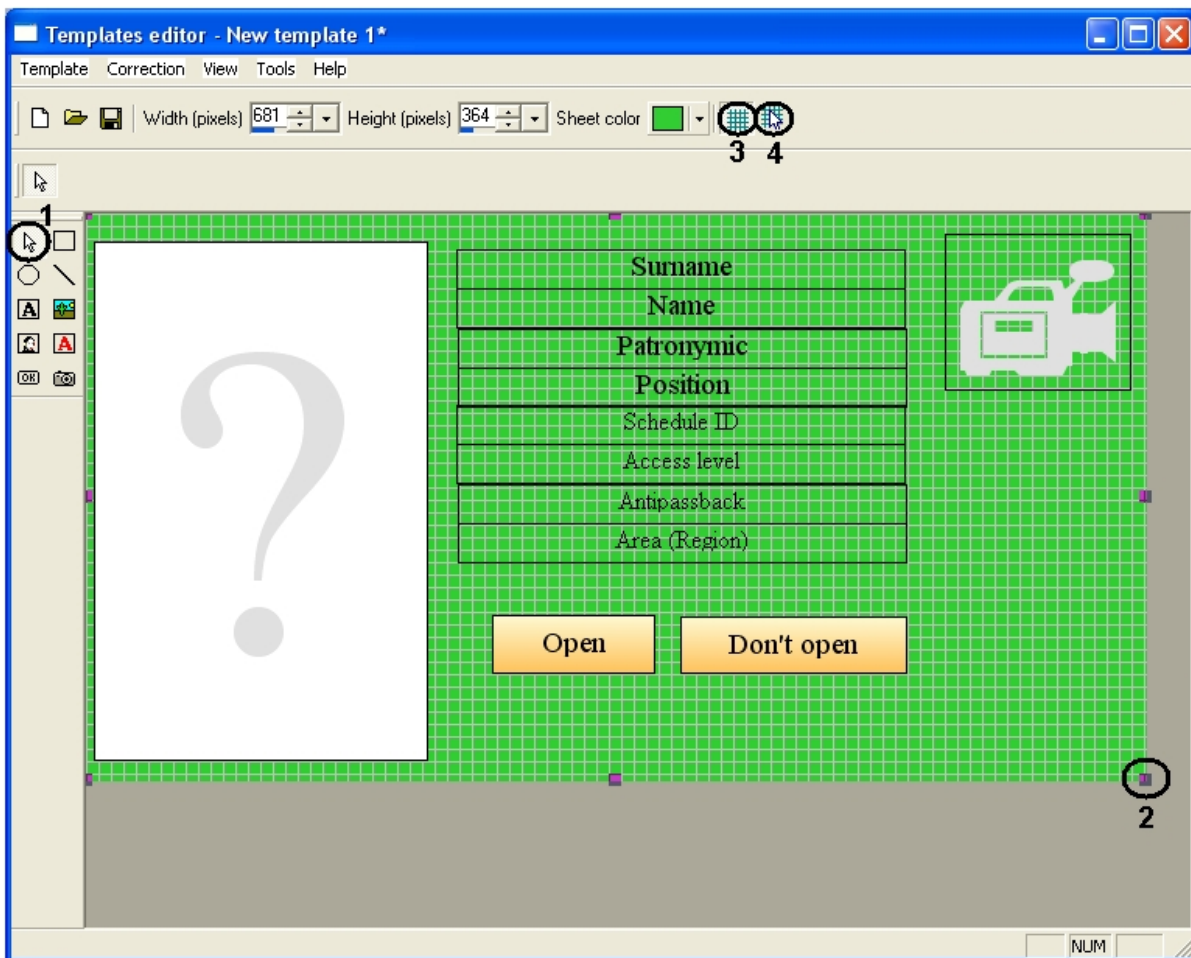 Templates editor - New template 1*
Template Correction View Tools Help
Width (pixels) 681 Height (pixels) 364 Sheet color
3 4
1
A
A
OK
?
Surname
Name
Patronymic
Position
Schedule ID
Access level
Antipassback
Area (Region)
Open Don't open
2
NUM